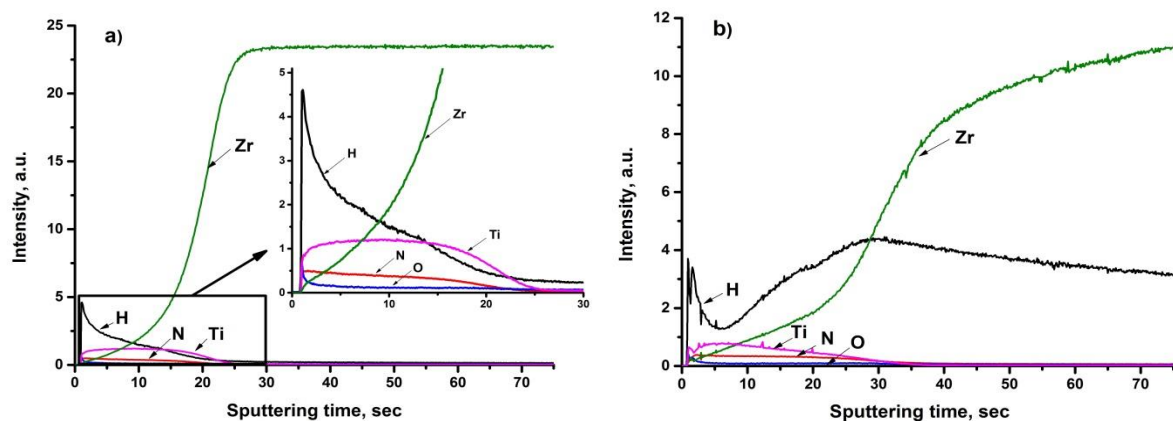 a)
25
20
15
10
5
0
Intensity, a.u.
Zr
H
N
Ti
0 10 20 30 40 50 60 70
Sputtering time, sec
5
4
3
2
1
0
H
Zr
Ti
N
O
0 10 20 30
b)
12
10
8
6
4
2
0
Intensity, a.u.
Zr
H
Ti
N
O
0 10 20 30 40 50 60 70
Sputtering time, sec